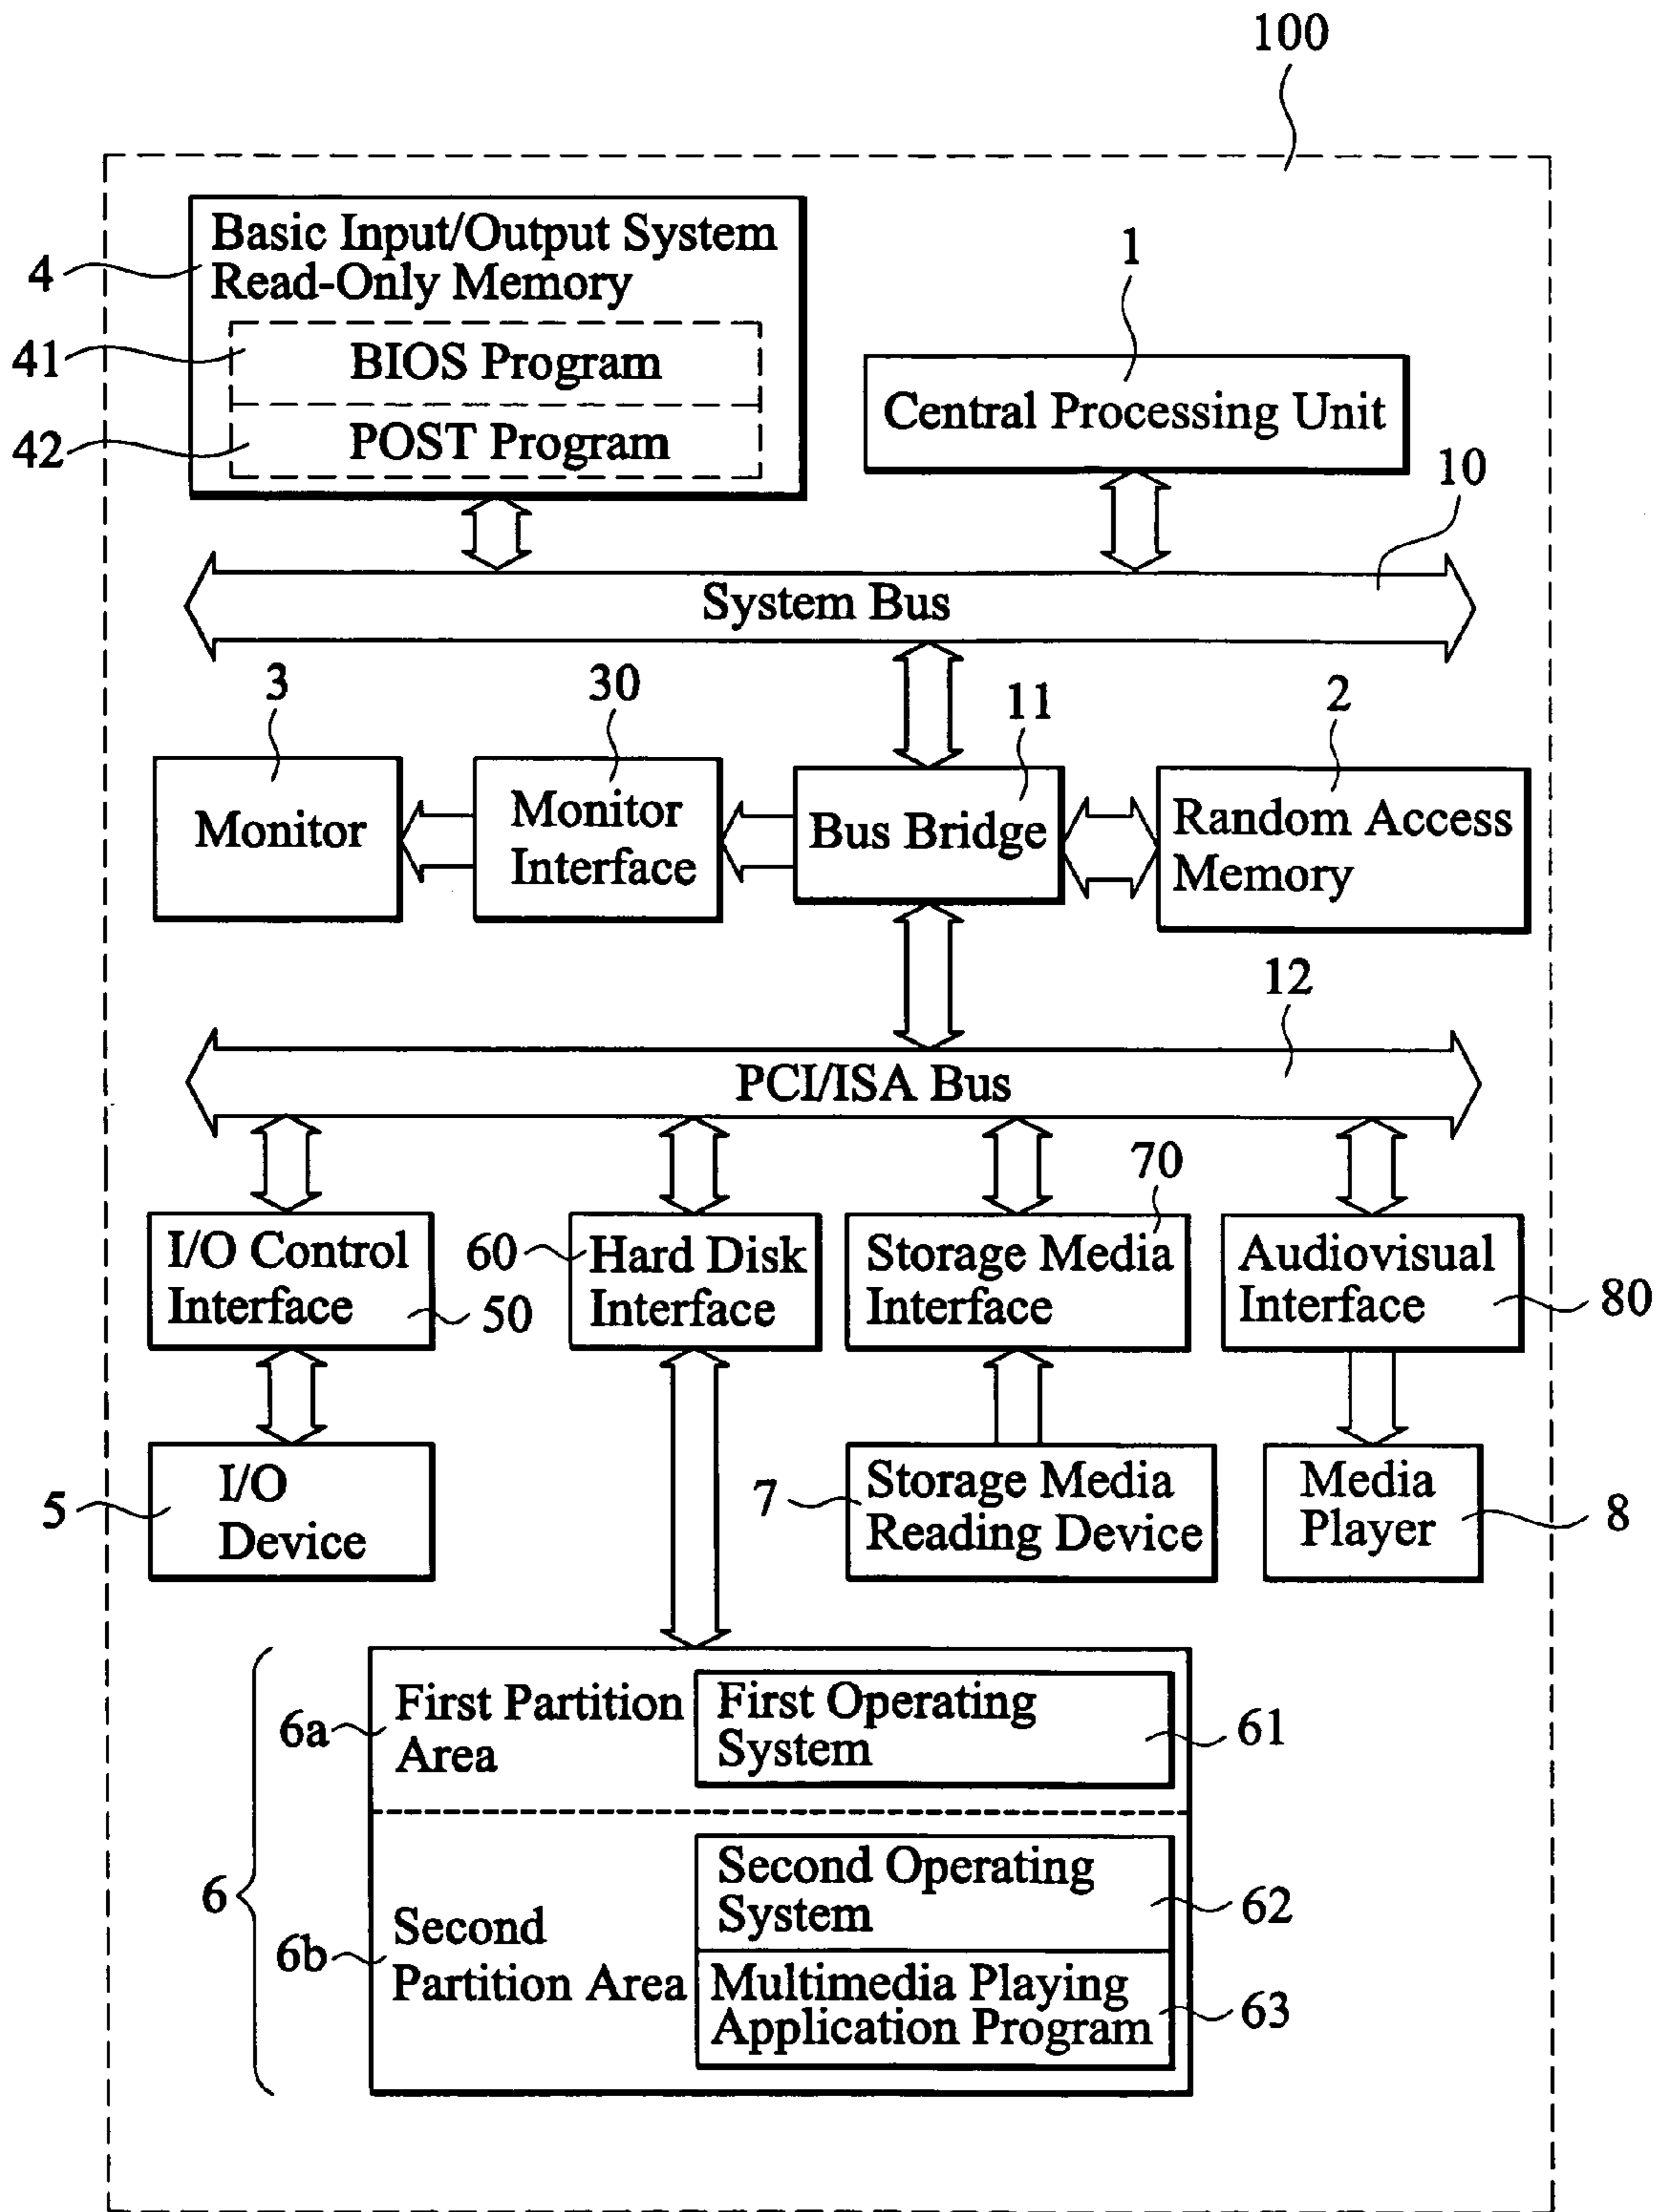 100
Basic Input/Output System
Read-Only Memory
4
41
BIOS Program
42
POST Program
1
Central Processing Unit
10
System Bus
3
30
11
2
Monitor
Monitor
Interface
Bus Bridge
Random Access
Memory
12
PCI/ISA Bus
I/O Control
Interface
50
60
Hard Disk
Interface
70
Storage Media
Interface
Audiovisual
Interface
80
5
I/O
Device
7
Storage Media
Reading Device
Media
Player
8
6
6a
First Partition
Area
First Operating
System
61
6b
Second
Partition Area
Second Operating
System
62
Multimedia Playing
Application Program
63